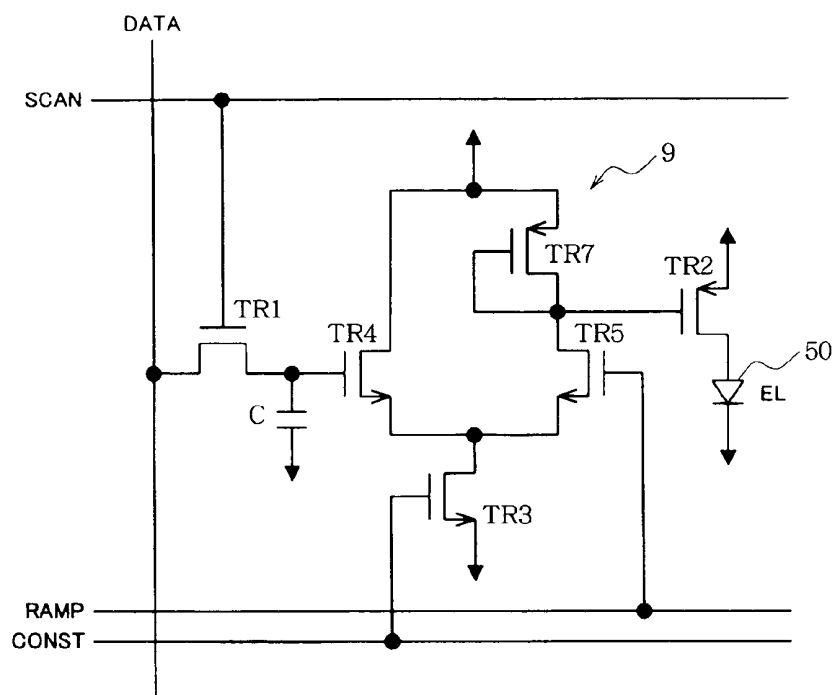 DATA
SCAN
9
TR7
TR2
TR1
TR4
TR5
50
C
EL
TR3
RAMP
CONST